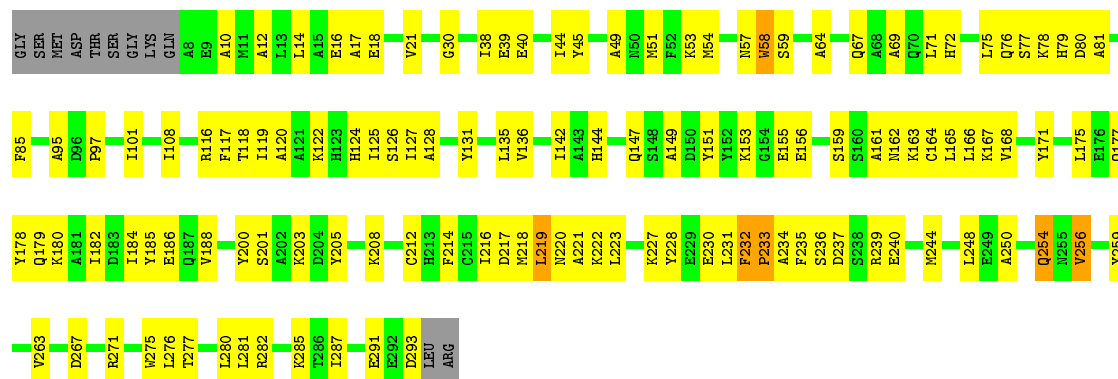 GLY SER MET ASP THR SER GLY LYS GLN A8 E9 A10 M11 A12 L13 L14 A15 E16 A17 E18 V21 G30 I38 E39 E40 I44 Y45 A49 N50 M51 F52 K53 M54 N57 W58 S59 A64 Q67 A68 A69 Q70 L71 H72 L75 Q76 S77 K78 H79 D80 A81
F85 A95 D96 P97 I101 I108 R116 F117 T118 I119 A120 A121 K122 H123 H124 I125 S126 I127 A128 Y131 L135 V136 I142 A143 H144 Q147 S148 A149 D150 Y151 Y152 K153 G154 E155 E156 S159 S160 A161 N162 K163 C164 L165 L166 K167 V168 Y171 L175 E176 Q177
Y178 Q179 K180 A181 I182 D183 I184 Y185 E186 Q187 V188 Y200 S201 A202 K203 D204 Y205 K208 C212 H213 F214 C215 I216 D217 M218 L219 N220 A221 K222 L223 K227 Y228 E229 E230 L231 F232 P233 A234 F235 S236 D237 S238 R239 E240 M244 L248 E249 A250 Q254 N255 V256 Y259
V263 D267 R271 W275 L276 T277 L280 L281 R282 K285 T286 I287 E291 E292 D293 LEU ARG